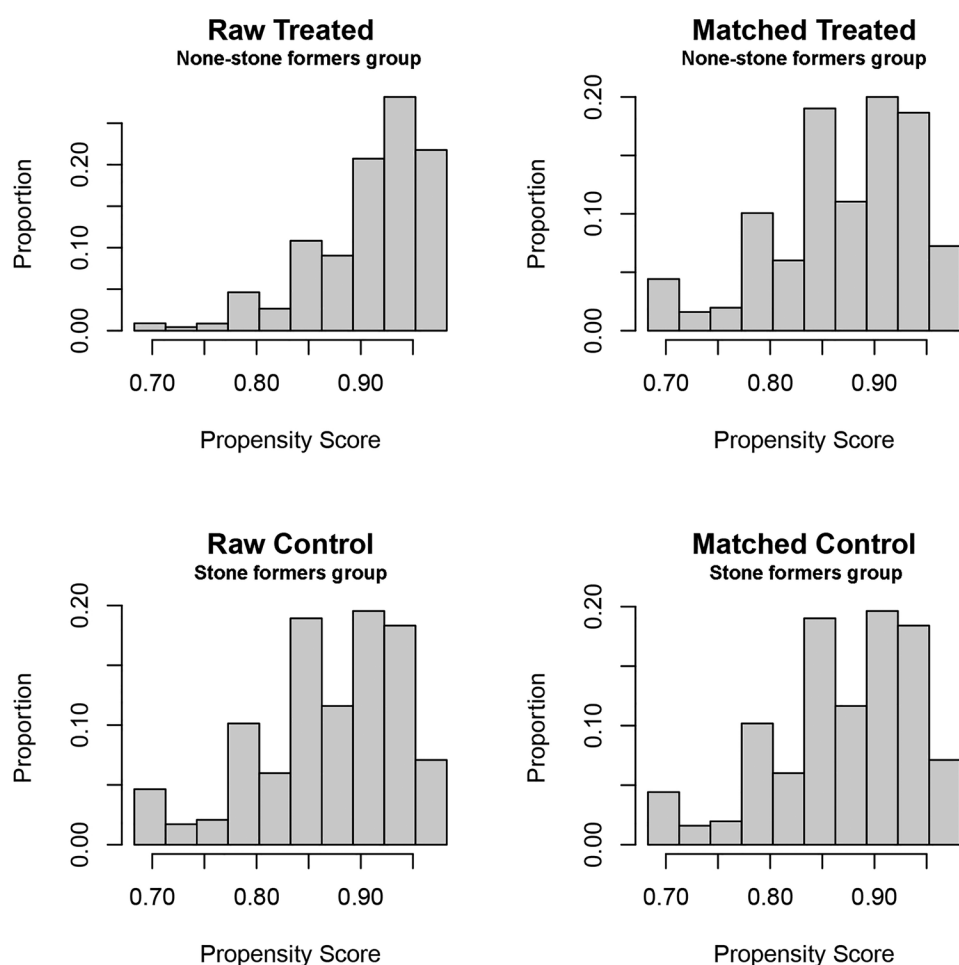 Raw Treated
None-stone formers group
Proportion
0.00 0.10 0.20
0.70 0.80 0.90
Propensity Score
Matched Treated
None-stone formers group
Proportion
0.00 0.10 0.20
0.70 0.80 0.90
Propensity Score
Raw Control
Stone formers group
Proportion
0.00 0.10 0.20
0.70 0.80 0.90
Propensity Score
Matched Control
Stone formers group
Proportion
0.00 0.10 0.20
0.70 0.80 0.90
Propensity Score